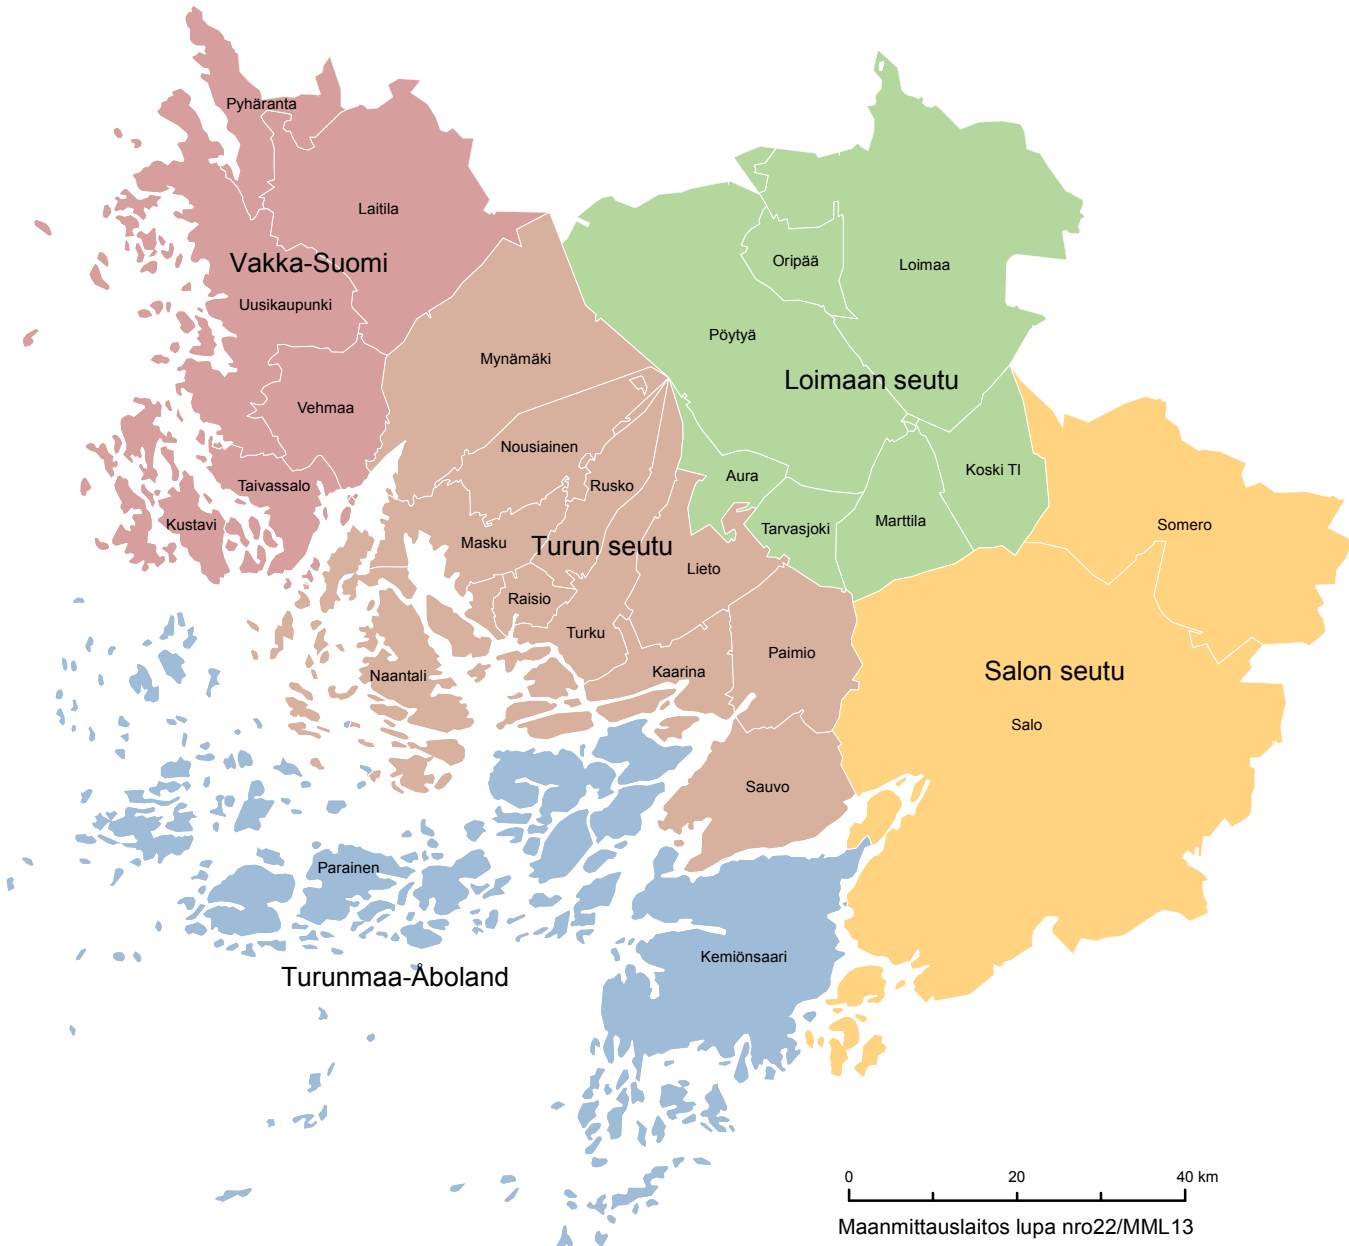 Pyhäranta
Laitila
Vakka-Suomi
Uusikaupunki
Vehmaa
Taivassalo
Kustavi
Oripää
Loimaa
Pöytyä
Loimaan seutu
Aura
Tarvasjoki
Marttila
Koski Tl
Mynämäki
Nousiainen
Rusko
Masku
Turun seutu
Lieto
Raisio
Turku
Kaarina
Paimio
Naantali
Sauvo
Somero
Salon seutu
Salo
Parainen
Kemiönsaari
Turunmaa-Åboland
0 20 40 km
Maanmittauslaitos lupa nro22/MML13